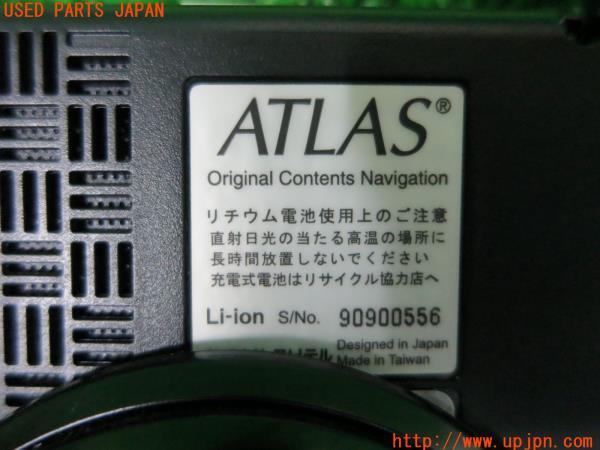 USED PARTS JAPAN
ATLAS®
Original Contents Navigation
リチウム電池使用上のご注意
直射日光の当たる高温の場所に
長時間放置しないでください
充電式電池はリサイクル協力店へ
Li-ion S/No. 90900556
Designed in Japan
Made in Taiwan
http://www.upjpn.com